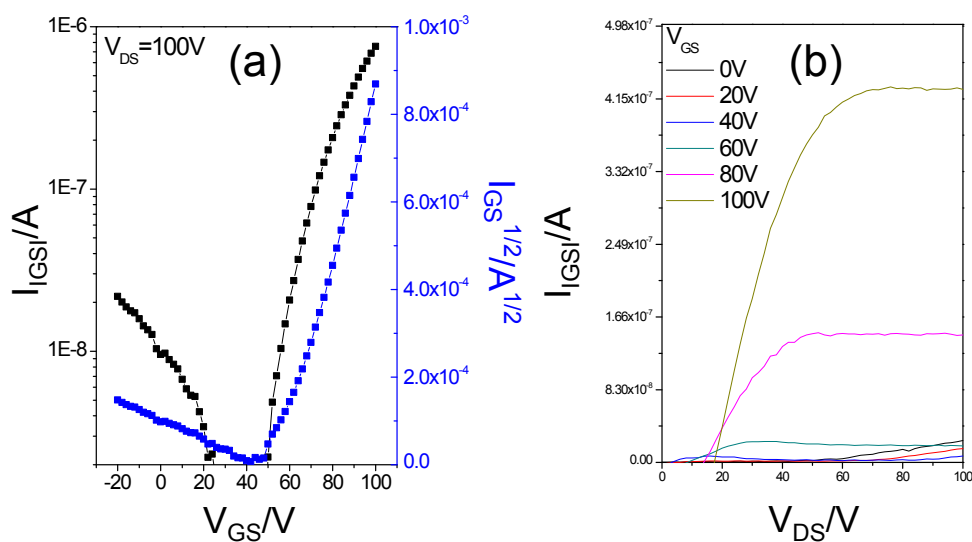 V_DS=100V
(a)
1E-6
1E-7
1E-8
I_IGSI/A
-20 0 20 40 60 80 100
V_GS/V
1.0x10^-3
8.0x10^-4
6.0x10^-4
4.0x10^-4
2.0x10^-4
0.0
I_GS^1/2/A^1/2
(b)
V_GS
0V
20V
40V
60V
80V
100V
4.98x10^-7
4.15x10^-7
3.32x10^-7
2.49x10^-7
1.66x10^-7
8.30x10^-8
0.00
I_IGSI/A
0 20 40 60 80 100
V_DS/V